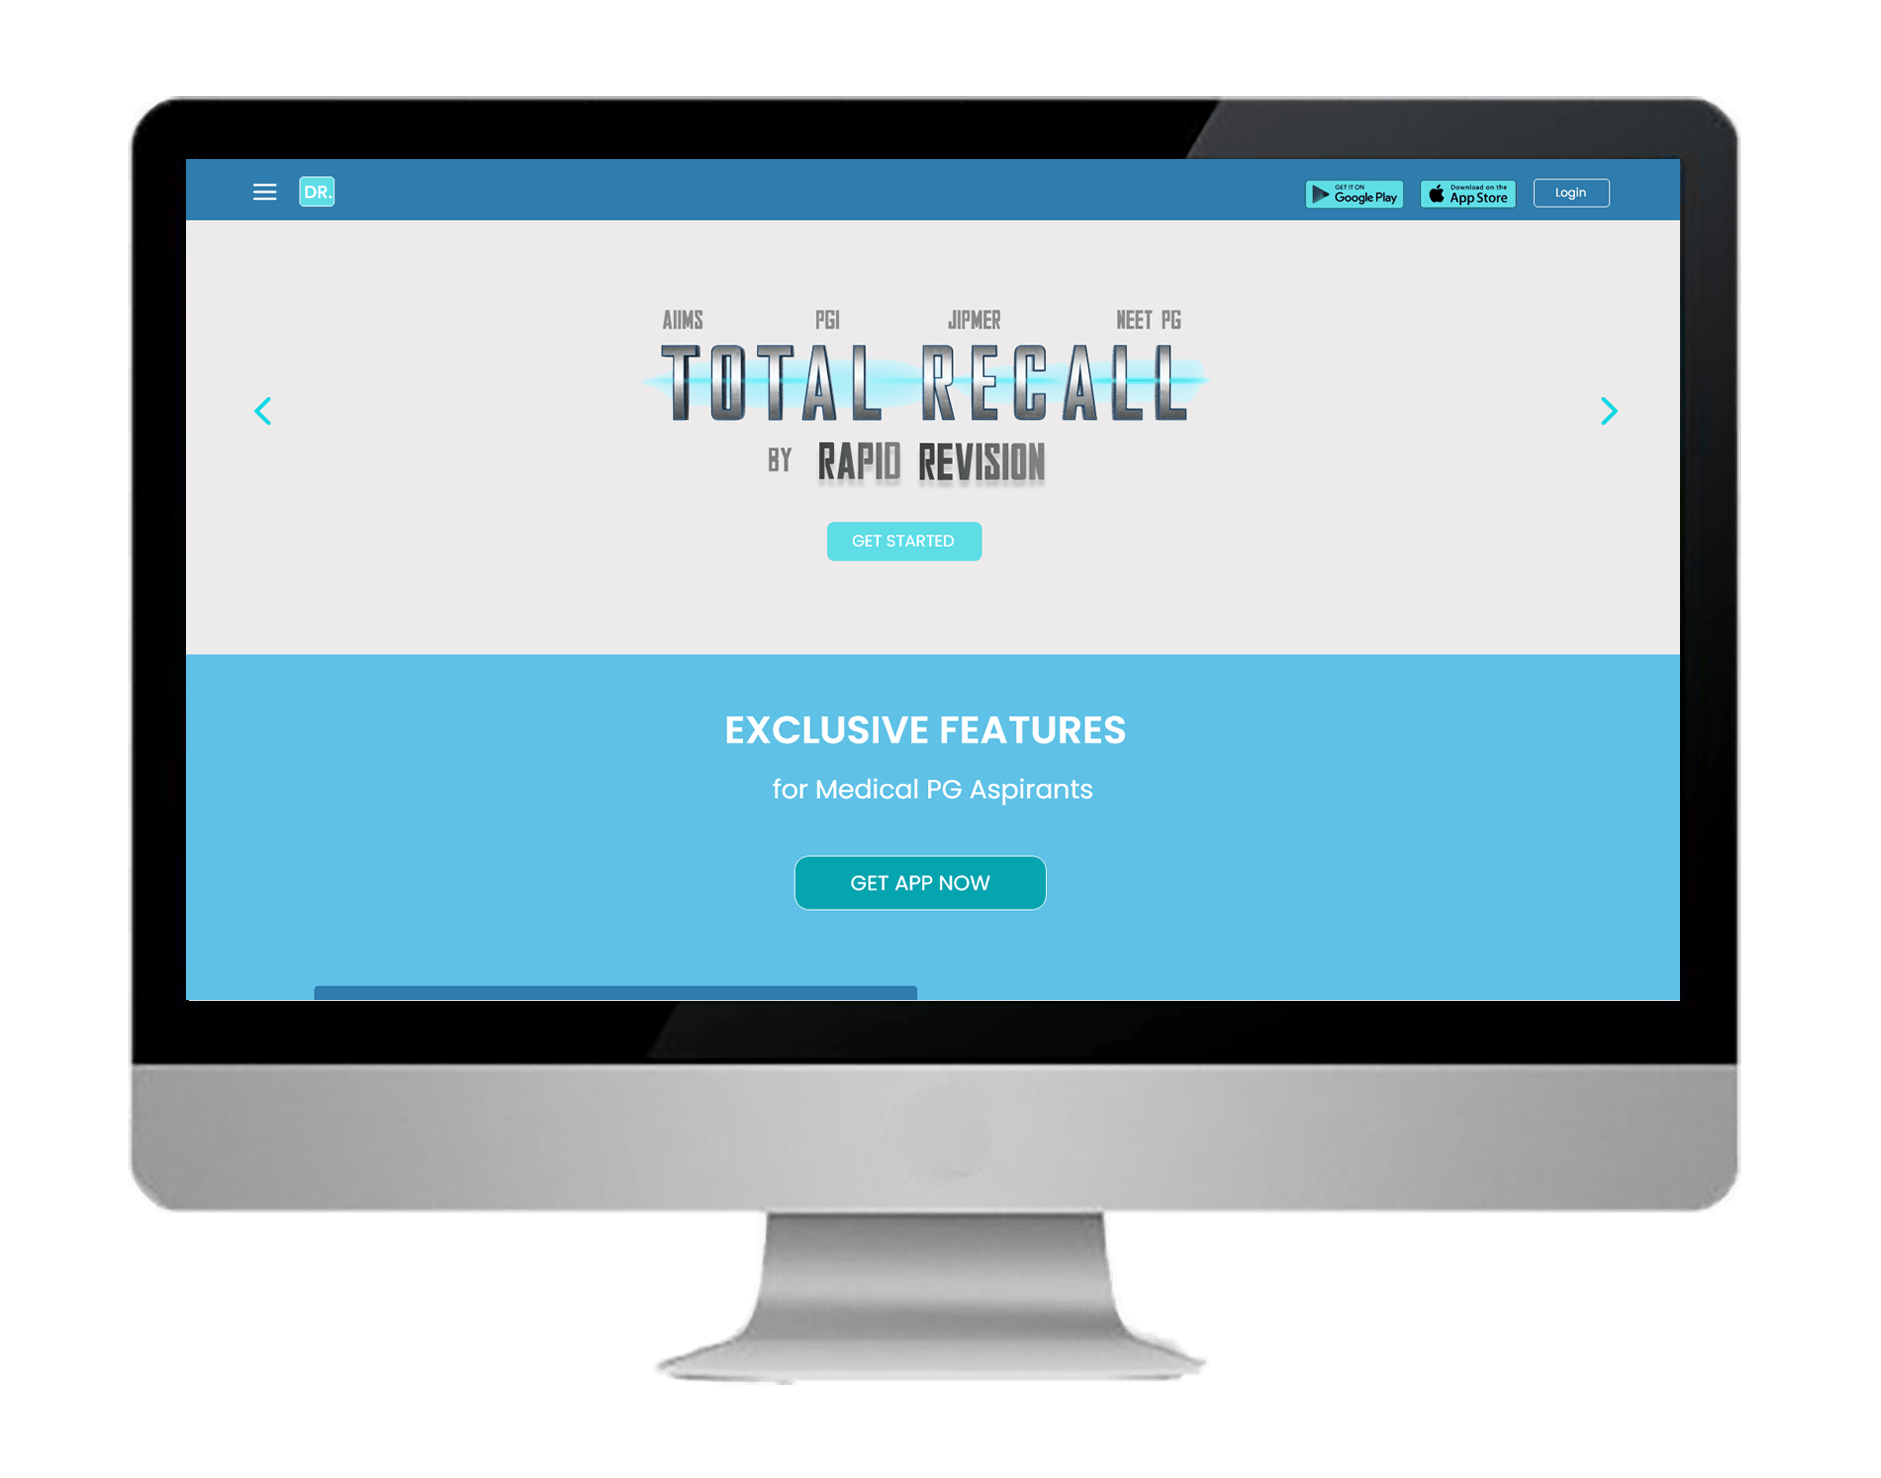 DR.
GET IT ON
Google Play
Download on the
App Store
Login
AIIMS PGI JIPMER NEET PG
TOTAL RECALL
BY RAPID REVISION
GET STARTED
EXCLUSIVE FEATURES
for Medical PG Aspirants
GET APP NOW